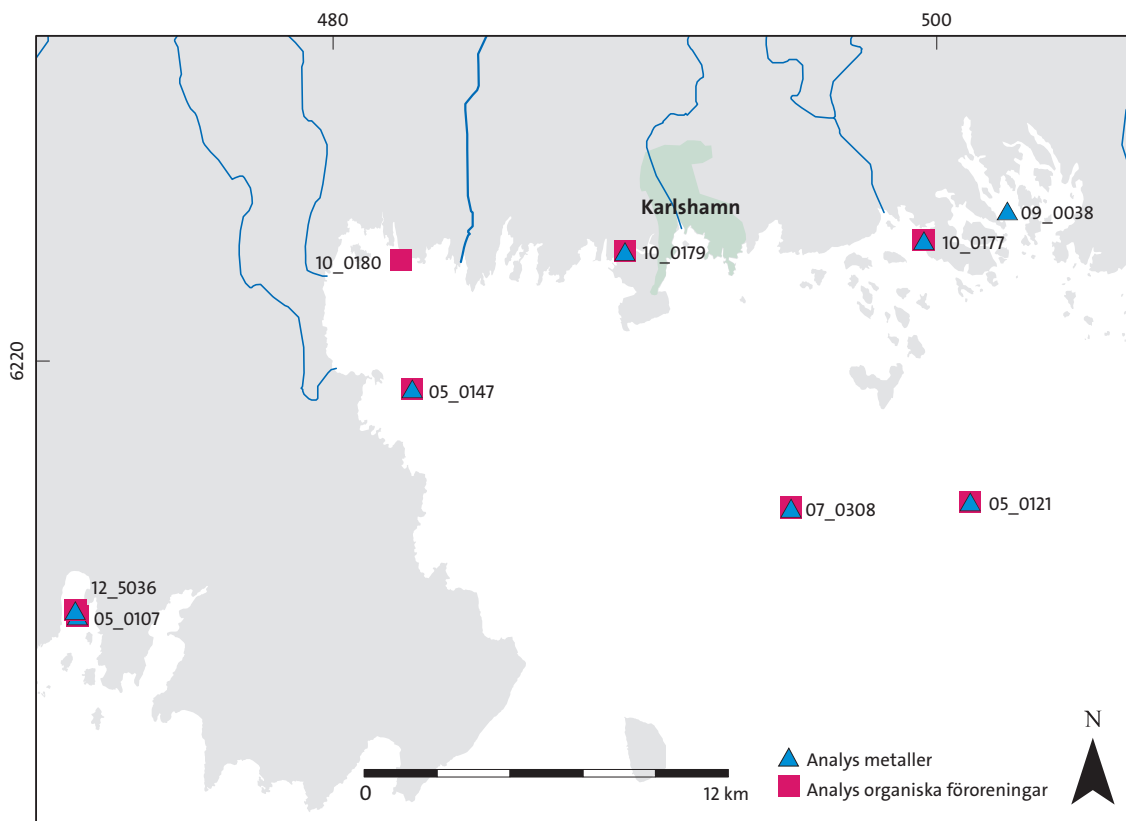 480
500
Karlshamn
09_0038
10_0177
10_0179
10_0180
6220
05_0147
07_0308
05_0121
12_5036
05_0107
N
Analys metaller
Analys organiska föroreningar
0
12 km